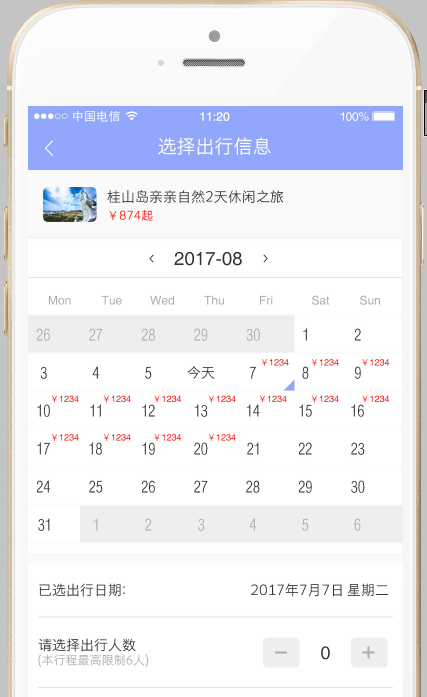 中国电信 11:20 100%
选择出行信息
桂山岛亲亲自然2天休闲之旅
￥874起
2017-08
Mon Tue Wed Thu Fri Sat Sun
26 27 28 29 30 1 2
3 4 5 今天 7 ￥1234 8 ￥1234 9 ￥1234
10 ￥1234 11 ￥1234 12 ￥1234 13 ￥1234 14 ￥1234 15 ￥1234 16 ￥1234
17 ￥1234 18 ￥1234 19 ￥1234 20 ￥1234 21 22 23
24 25 26 27 28 29 30
31 1 2 3 4 5 6
已选出行日期: 2017年7月7日 星期二
请选择出行人数
(本行程最高限制6人)
− 0 +